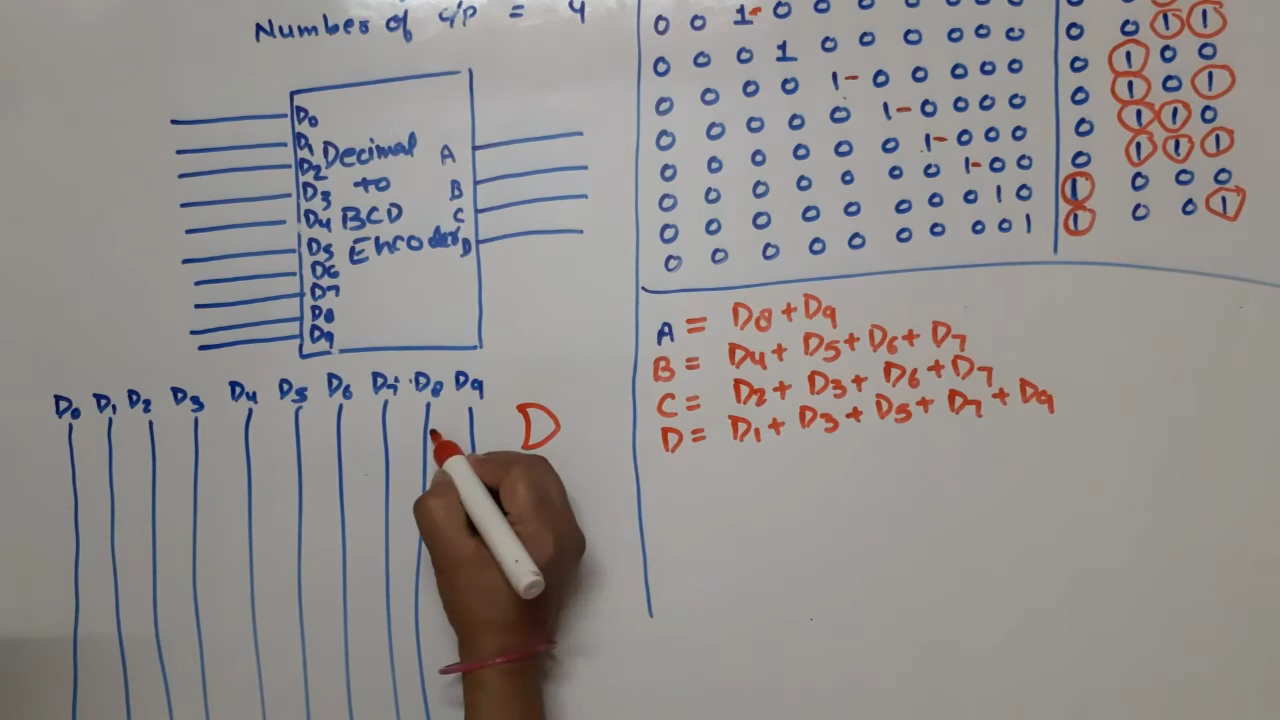 Number of i/p = 4
D0
D1
D2
D3
D4
D5
D6
D7
D8
D9
Decimal
to
BCD
Encoder
A
B
C
D
D0 D1 D2 D3 D4 D5 D6 D7 D8 D9
0 0 1 0 0 0 0 0 0 0 0 0 1 1
0 0 0 1 0 0 0 0 0 0 0 1 0 0
0 0 0 0 1 0 0 0 0 0 0 1 0 1
0 0 0 0 0 1 0 0 0 0 0 1 1 0
0 0 0 0 0 0 1 0 0 0 0 1 1 1
0 0 0 0 0 0 0 1 0 0 1 0 0 0
0 0 0 0 0 0 0 0 1 0 1 0 0 1
0 0 0 0 0 0 0 0 0 1
A = D8 + D9
B = D4 + D5 + D6 + D7
C = D2 + D3 + D6 + D7
D = D1 + D3 + D5 + D7 + D9